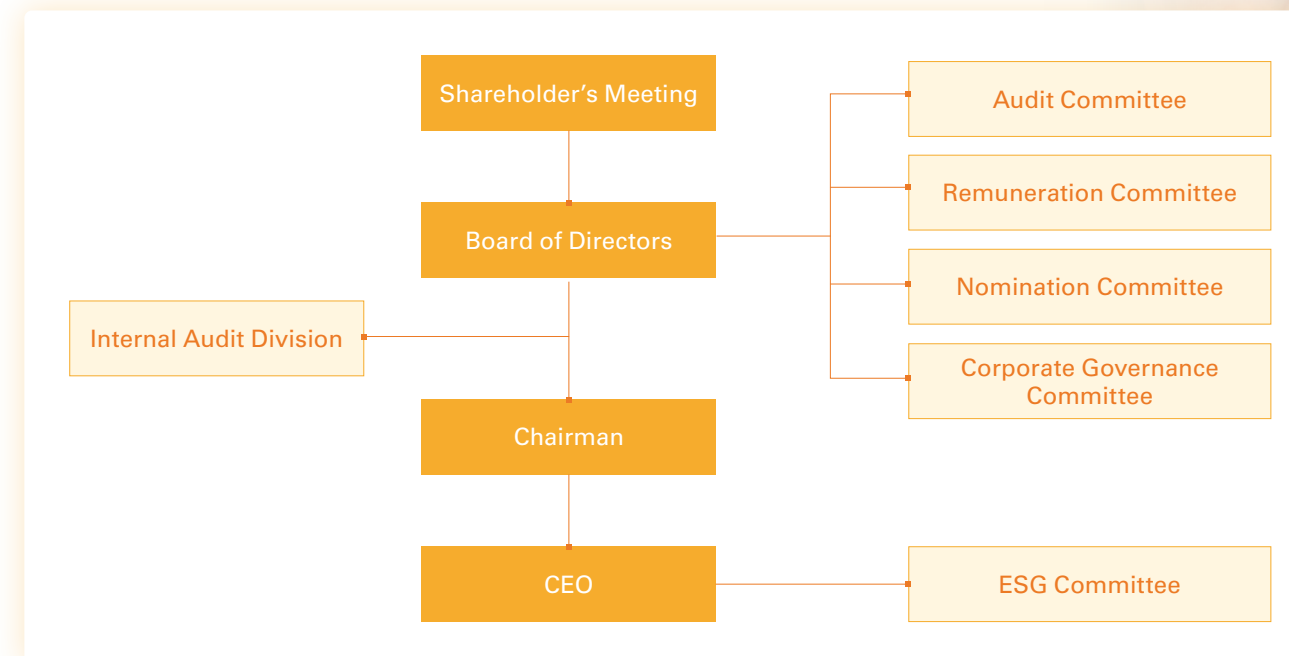 Shareholder's Meeting
Audit Committee
Remuneration Committee
Board of Directors
Nomination Committee
Internal Audit Division
Corporate Governance
Committee
Chairman
CEO
ESG Committee